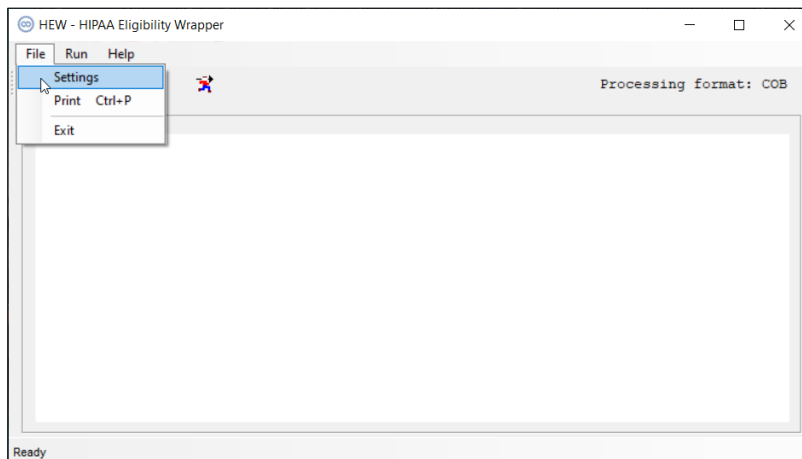 HEW - HIPAA Eligibility Wrapper
File Run Help
Settings
Processing format: COB
Print Ctrl+P
Exit
Ready